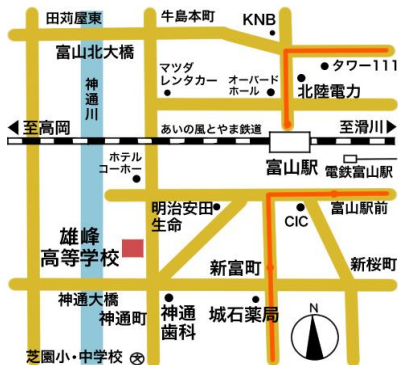 田苅屋東
牛島本町
KNB
富山北大橋
マツダ
レンタカー
オーバード
ホール
タワー111
北陸電力
神通川
至高岡
あいの風とやま鉄道
至滑川
ホテル
コーホー
富山駅
電鉄富山駅
明治安田
生命
CIC
富山駅前
雄峰
高等学校
新富町
新桜町
神通大橋
神通町
神通
歯科
城石薬局
N
芝園小・中学校
文